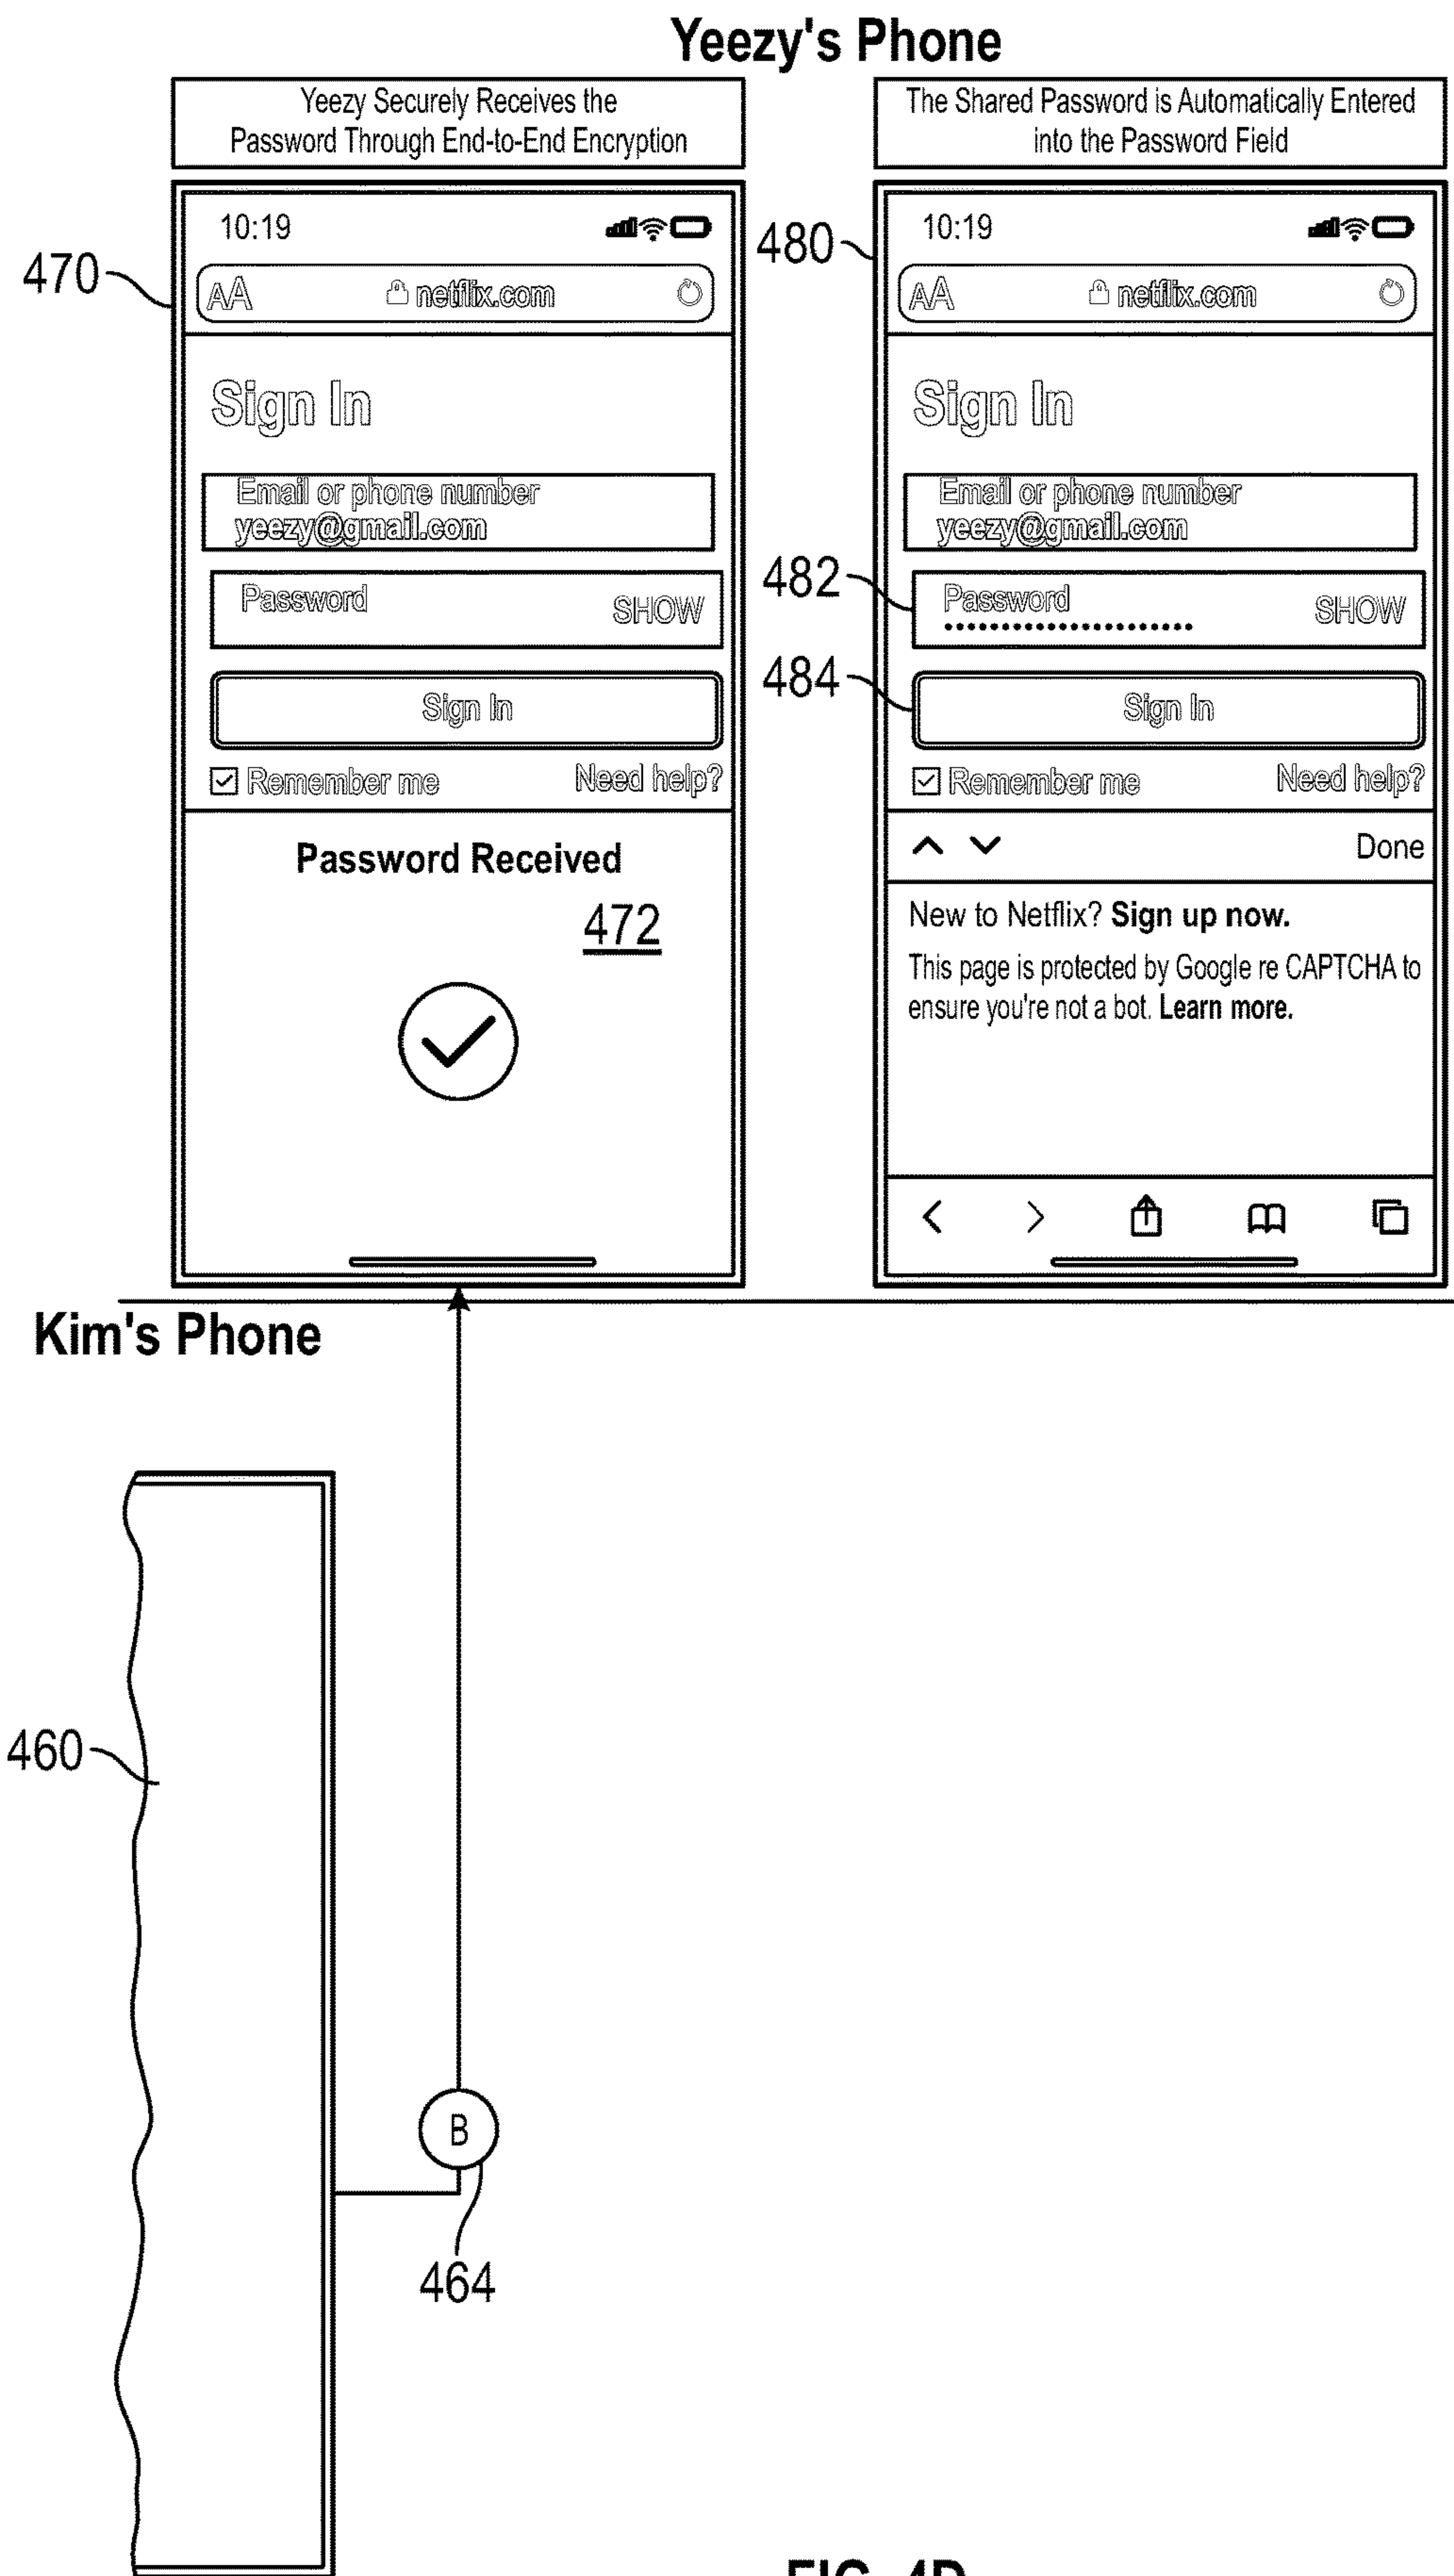 Yeezy's Phone
Yeezy Securely Receives the
Password Through End-to-End Encryption
470
10:19
AA netflix.com
Sign In
Email or phone number
yeezy@gmail.com
Password SHOW
Sign In
Remember me Need help?
Password Received
472
The Shared Password is Automatically Entered
into the Password Field
480
10:19
AA netflix.com
Sign In
Email or phone number
yeezy@gmail.com
482
Password SHOW
484
Sign In
Remember me Need help?
Done
New to Netflix? Sign up now.
This page is protected by Google re CAPTCHA to
ensure you're not a bot. Learn more.
Kim's Phone
460
B
464
FIG. 4D